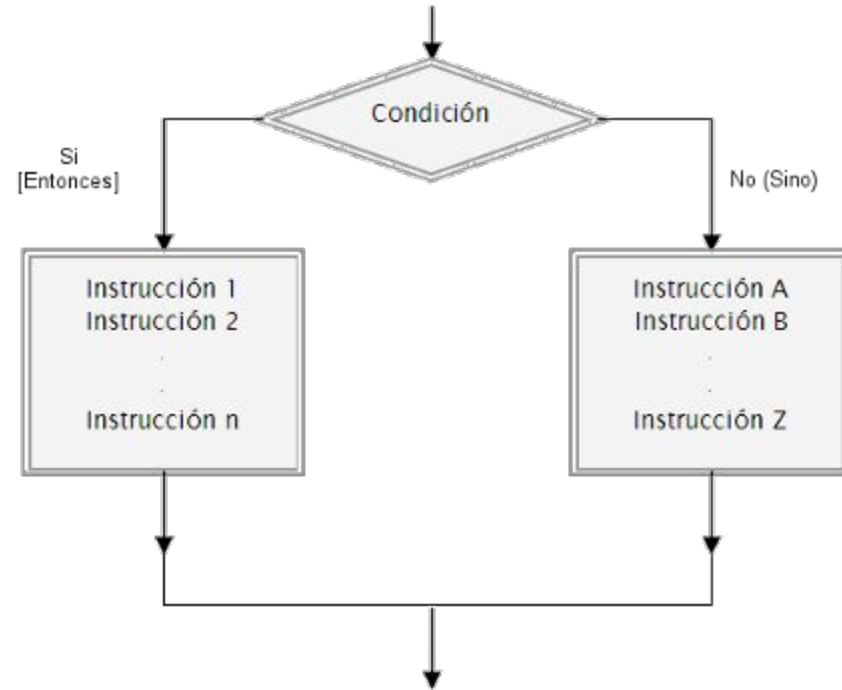 Condición
Si
[Entonces]
No (Sino)
Instrucción 1
Instrucción 2
.
.
Instrucción n
Instrucción A
Instrucción B
.
.
Instrucción Z